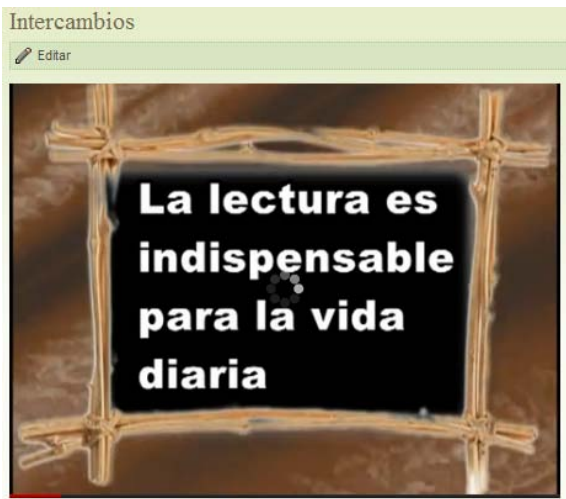 Intercambios
Editar
La lectura es
indispensable
para la vida
diaria